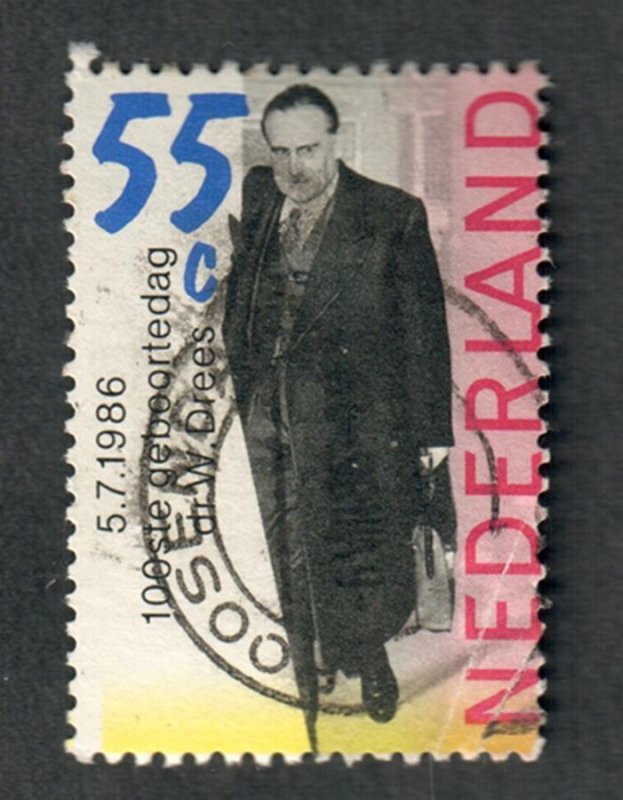 55
c
5.7.1986
100ste geboortedag
dr. W. Drees
NEDERLAND